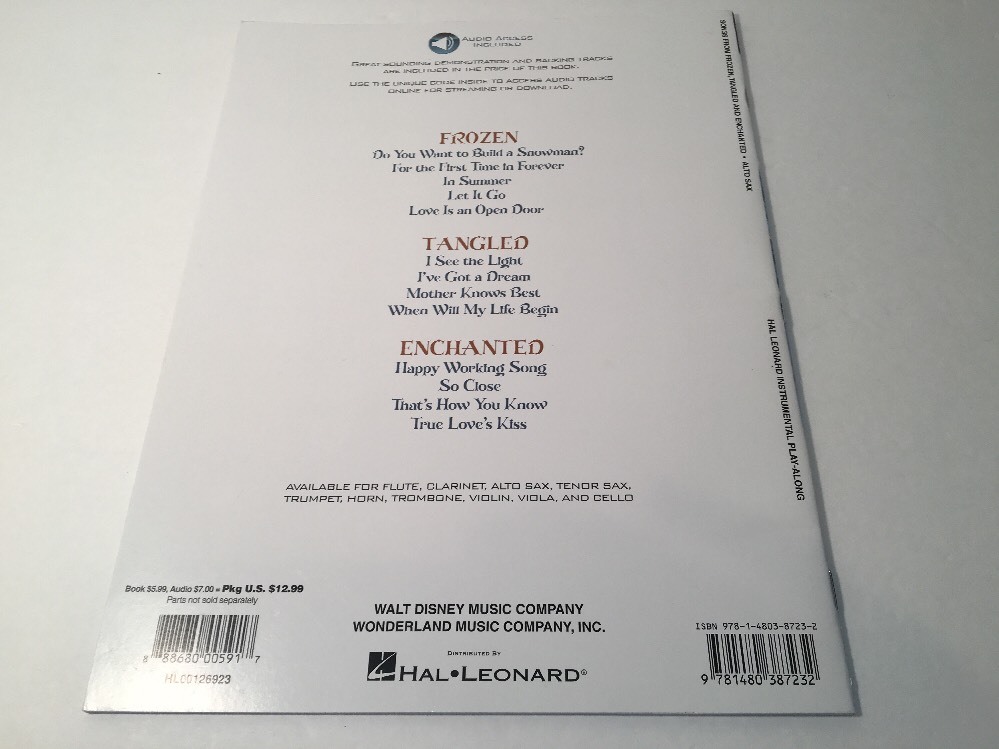 AUDIO ACCESS
INCLUDED
GREAT SOUNDING DEMONSTRATION AND BACKING TRACKS
ARE INCLUDED IN THE PRICE OF THIS BOOK.
USE THE UNIQUE CODE INSIDE TO ACCESS AUDIO TRACKS
ONLINE FOR STREAMING OR DOWNLOAD.
FROZEN
Do You Want to Build a Snowman?
For the First Time in Forever
In Summer
Let It Go
Love Is an Open Door
TANGLED
I See the Light
I've Got a Dream
Mother Knows Best
When Will My Life Begin
ENCHANTED
Happy Working Song
So Close
That's How You Know
True Love's Kiss
AVAILABLE FOR FLUTE, CLARINET, ALTO SAX, TENOR SAX,
TRUMPET, HORN, TROMBONE, VIOLIN, VIOLA, AND CELLO
Book $5.99, Audio $7.00 = Pkg U.S. $12.99
Parts not sold separately
8 88680 00591 7
HL00126923
WALT DISNEY MUSIC COMPANY
WONDERLAND MUSIC COMPANY, INC.
DISTRIBUTED BY
HAL•LEONARD®
ISBN 978-1-4803-8723-2
9 781480 387232
SONGS FROM FROZEN, TANGLED AND ENCHANTED • ALTO SAX
HAL LEONARD INSTRUMENTAL PLAY-ALONG